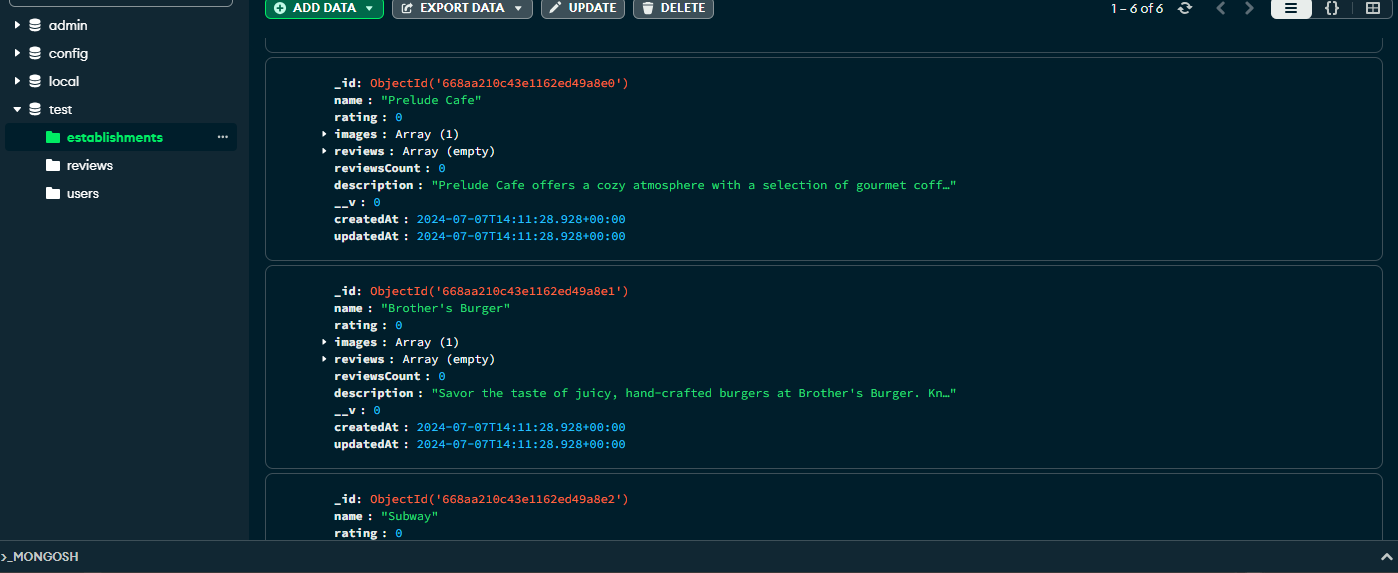 ADD DATA EXPORT DATA UPDATE DELETE 1 – 6 of 6 {}
admin
config
local
test
establishments ...
reviews
users
_id: ObjectId('668aa210c43e1162ed49a8e0')
name : "Prelude Cafe"
rating : 0
images : Array (1)
reviews : Array (empty)
reviewsCount : 0
description : "Prelude Cafe offers a cozy atmosphere with a selection of gourmet coff…"
__v : 0
createdAt : 2024-07-07T14:11:28.928+00:00
updatedAt : 2024-07-07T14:11:28.928+00:00
_id: ObjectId('668aa210c43e1162ed49a8e1')
name : "Brother's Burger"
rating : 0
images : Array (1)
reviews : Array (empty)
reviewsCount : 0
description : "Savor the taste of juicy, hand-crafted burgers at Brother's Burger. Kn…"
__v : 0
createdAt : 2024-07-07T14:11:28.928+00:00
updatedAt : 2024-07-07T14:11:28.928+00:00
_id: ObjectId('668aa210c43e1162ed49a8e2')
name : "Subway"
rating : 0
>_MONGOSH